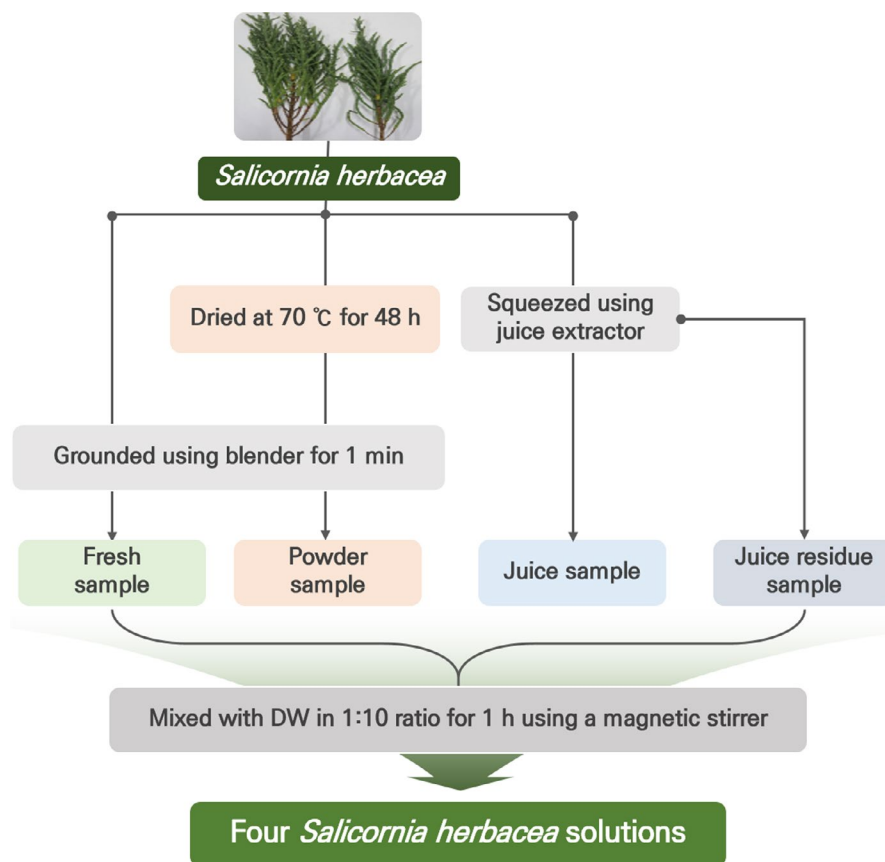 Salicornia herbacea
Dried at 70 ℃ for 48 h
Squeezed using
juice extractor
Grounded using blender for 1 min
Fresh
sample
Powder
sample
Juice sample
Juice residue
sample
Mixed with DW in 1:10 ratio for 1 h using a magnetic stirrer
Four Salicornia herbacea solutions